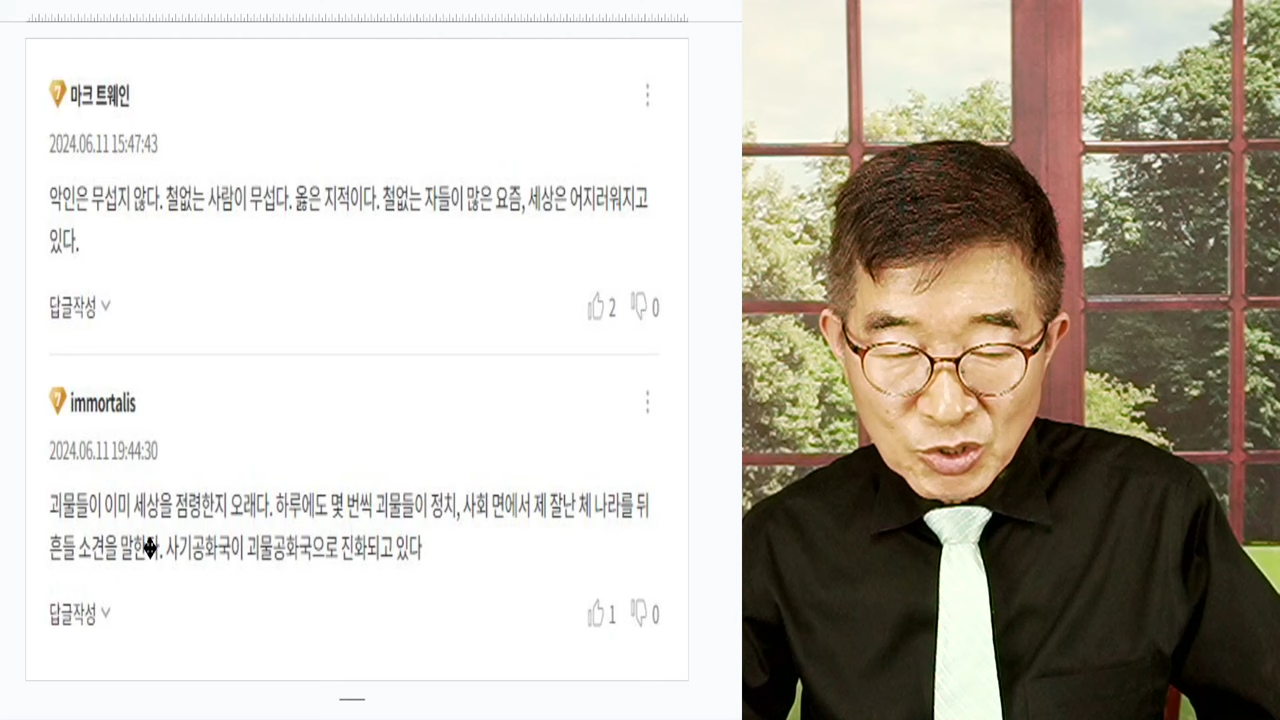 마크 트웨인
2024.06.11 15:47:43
악인은 무섭지 않다. 철없는 사람이 무섭다. 옳은 지적이다. 철없는 자들이 많은 요즘, 세상은 어지러워지고
있다.
답글작성
2
0
immortalis
2024.06.11 19:44:30
괴물들이 이미 세상을 점령한지 오래다. 하루에도 몇 번씩 괴물들이 정치, 사회 면에서 제 잘난 체 나라를 뒤
흔들 소견을 사기공화국이 괴물공화국으로 진화되고 있다
답글작성
1
0